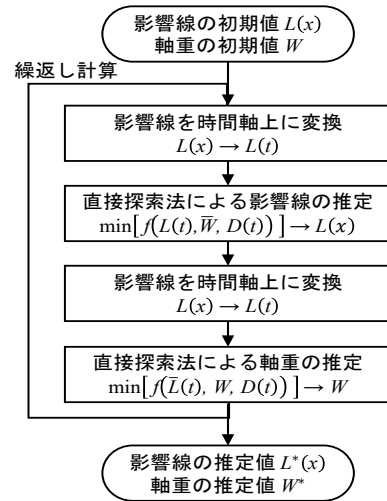 影響線の初期値 L(x)
軸重の初期値 W
繰返し計算
影響線を時間軸上に変換
L(x) → L(t)
直接探索法による影響線の推定
min[f(L(t), W̄, D(t))] → L(x)
影響線を時間軸上に変換
L(x) → L(t)
直接探索法による軸重の推定
min[f(L̄(t), W, D(t))] → W
影響線の推定値 L*(x)
軸重の推定値 W*